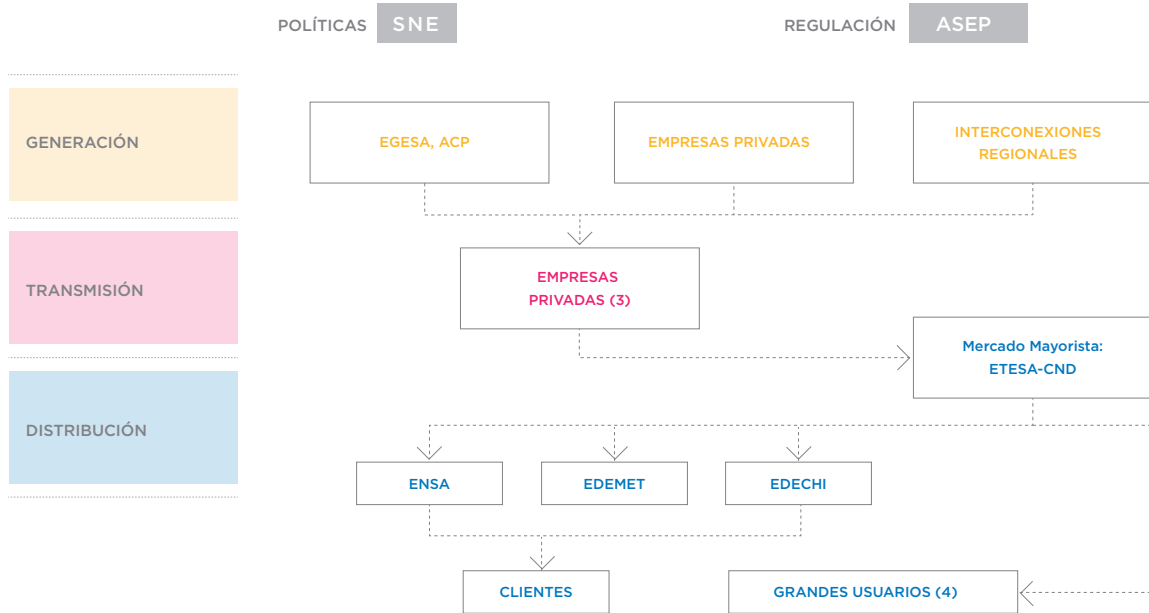 POLÍTICAS SNE
REGULACIÓN ASEP
GENERACIÓN
EGESA, ACP
EMPRESAS PRIVADAS
INTERCONEXIONES
REGIONALES
TRANSMISIÓN
EMPRESAS
PRIVADAS (3)
Mercado Mayorista:
ETESA-CND
DISTRIBUCIÓN
ENSA
EDEMET
EDECHI
CLIENTES
GRANDES USUARIOS (4)